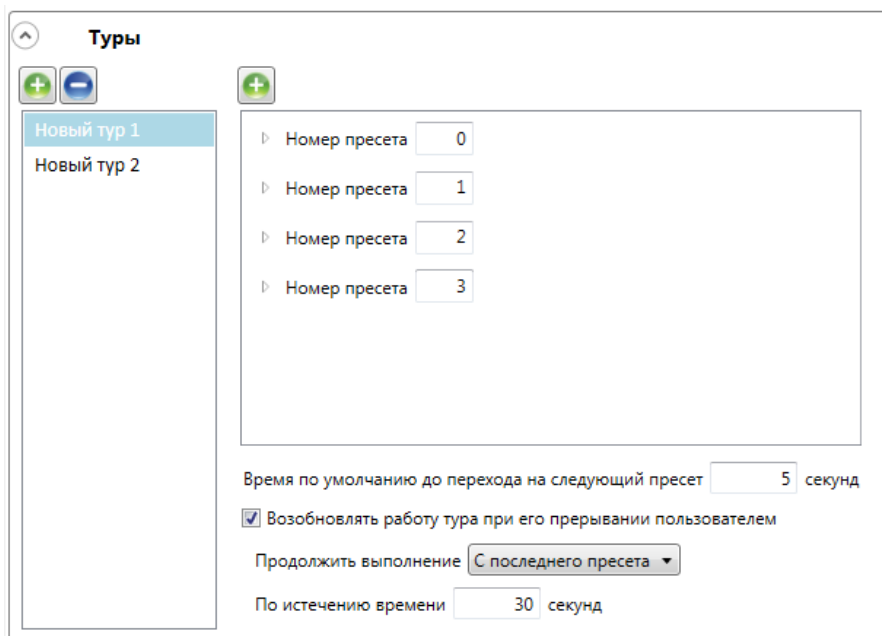 Туры
Новый тур 1
Новый тур 2
Номер пресета 0
Номер пресета 1
Номер пресета 2
Номер пресета 3
Время по умолчанию до перехода на следующий пресет 5 секунд
Возобновлять работу тура при его прерывании пользователем
Продолжить выполнение С последнего пресета
По истечению времени 30 секунд